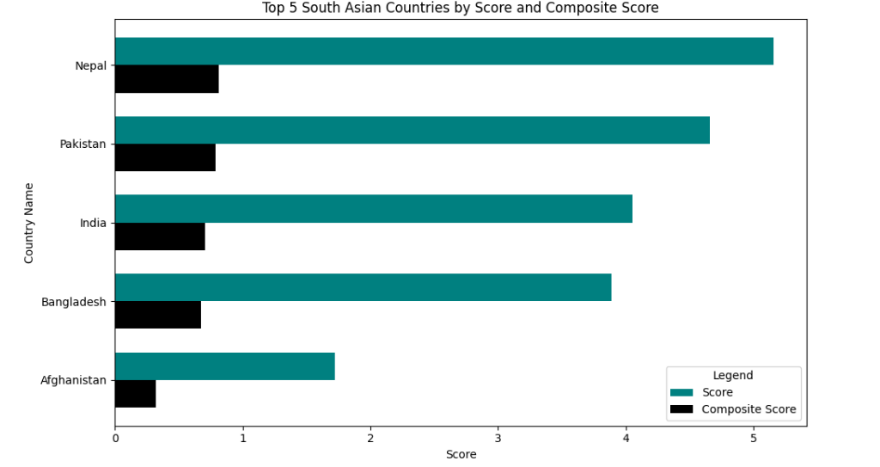 Top 5 South Asian Countries by Score and Composite Score
Nepal
Pakistan
India
Bangladesh
Afghanistan
Country Name
Legend
Score
Composite Score
0 1 2 3 4 5
Score